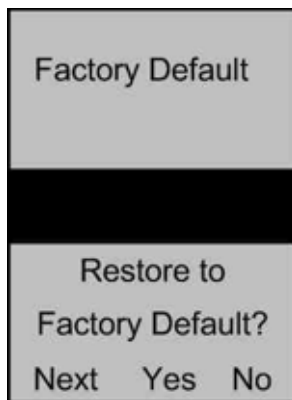 Factory Default
Restore to
Factory Default?
Next Yes No